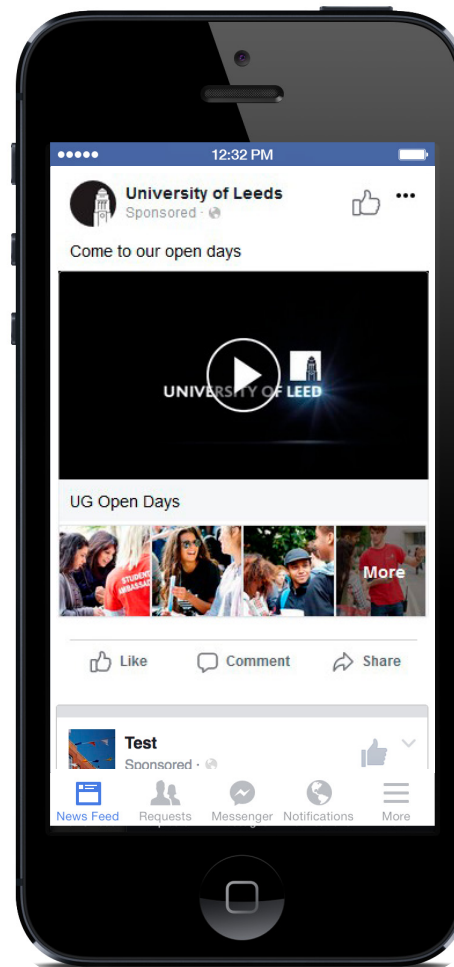 12:32 PM
University of Leeds
Sponsored ·
Come to our open days
UNIVERSITY OF LEED
UG Open Days
STUDENT
More
Like Comment Share
Test
Sponsored ·
News Feed Requests Messenger Notifications More